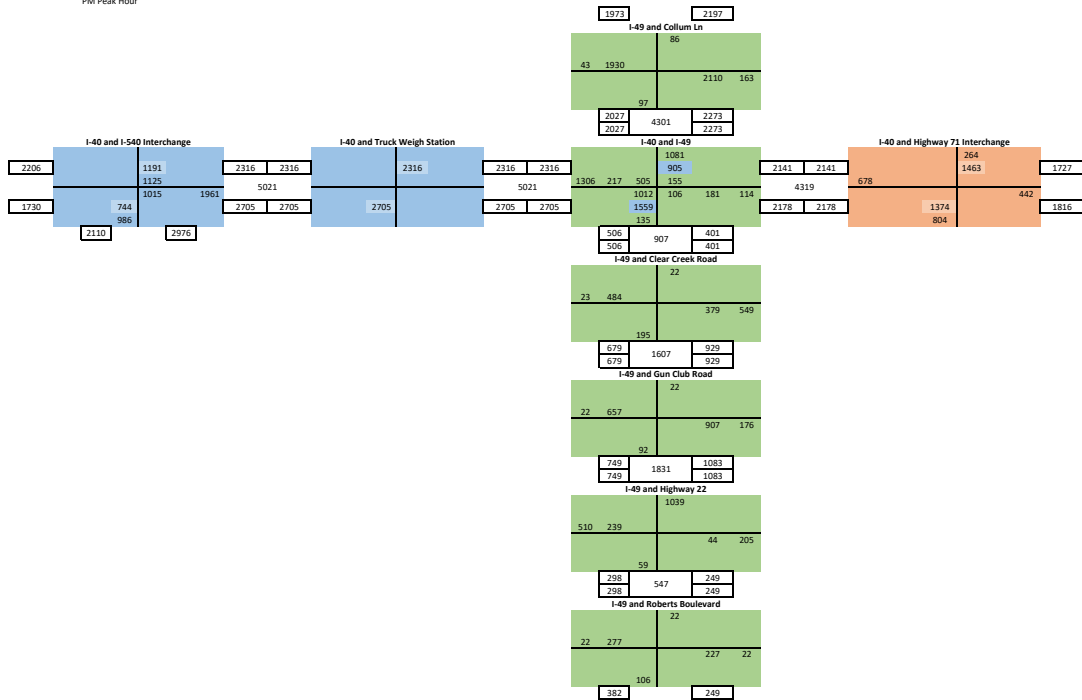 PM Peak Hour
1973 2197
I-49 and Collum Ln
86
43 1930
2110 163
97
2027 4301 2273
2027 2273
I-40 and I-540 Interchange I-40 and Truck Weigh Station I-40 and I-49 I-40 and Highway 71 Interchange
1081 264
2206 1191 2316 2316 2316 2316 2316 905 2141 2141 1463 1727
1125 1306 217 505 155 678
1015 1961 5021 5021 1012 106 181 114 4319 442
1730 744 2705 2705 2705 2705 2705 1559 2178 2178 1374 1816
986 135 804
2110 2976 506 907 401
506 401
I-49 and Clear Creek Road
22
23 484
379 549
195
679 1607 929
679 929
I-49 and Gun Club Road
22
22 657
907 176
92
749 1831 1083
749 1083
I-49 and Highway 22
1039
510 239
44 205
59
298 547 249
298 249
I-49 and Roberts Boulevard
22
22 277
227 22
106
382 249